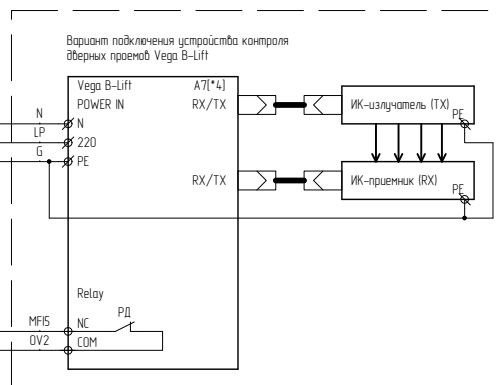 Вариант подключения устройства контроля
дверных проемов Vega B-Lift
Vega B-Lift A7[*4]
POWER IN RX/TX
N N
LP 220
G PE
ИК-излучатель (TX)
PE
RX/TX
ИК-приемник (RX)
PE
Relay
РД
MFI5 NC
0V2 COM